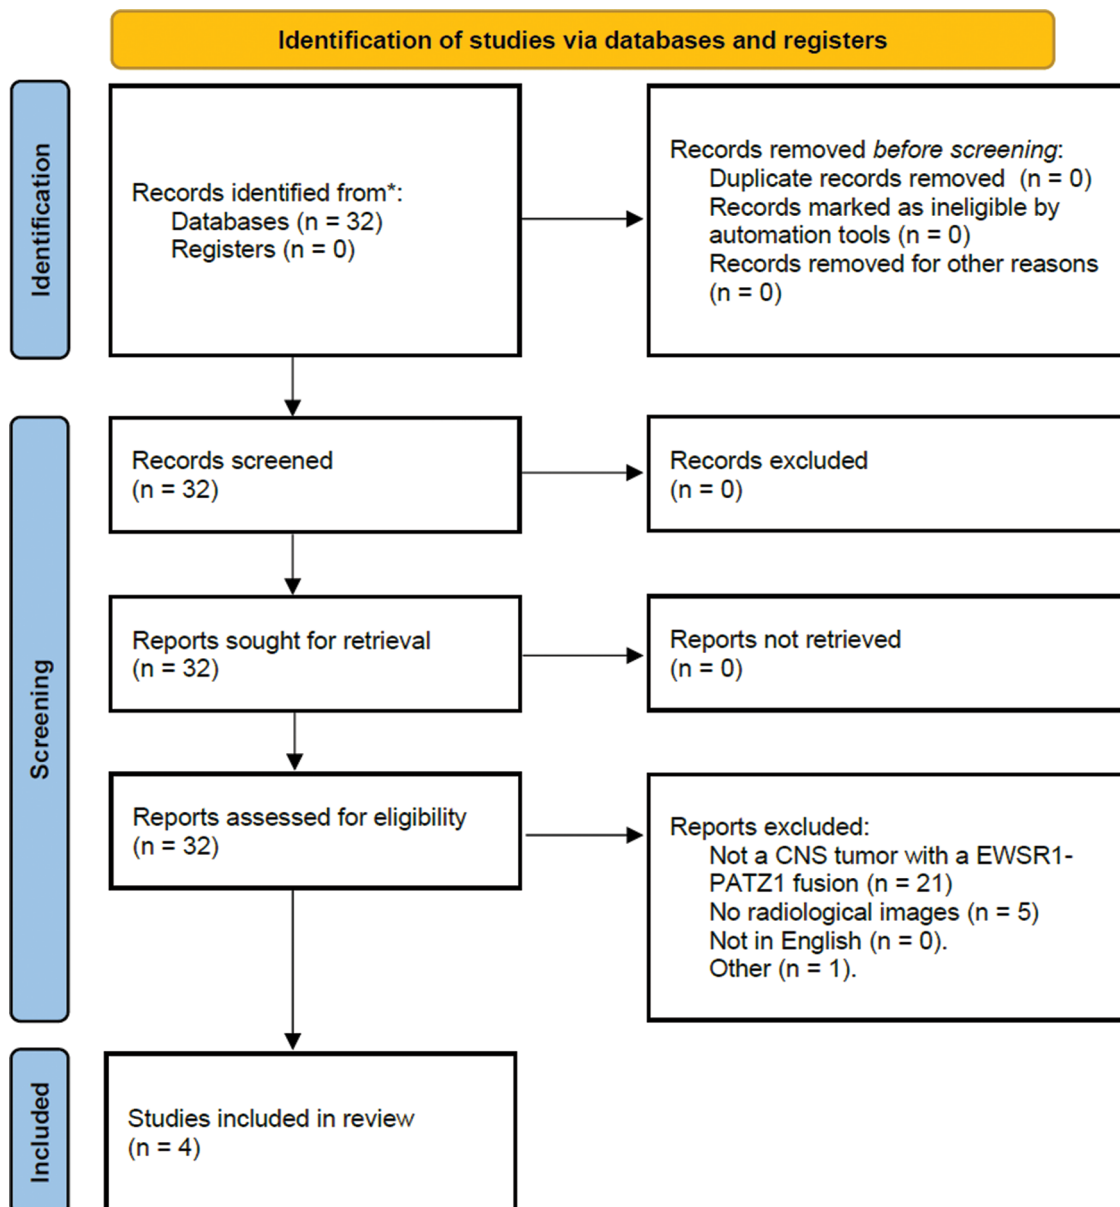 Identification of studies via databases and registers
Identification
Records identified from*:
Databases (n = 32)
Registers (n = 0)
Records removed before screening:
Duplicate records removed (n = 0)
Records marked as ineligible by
automation tools (n = 0)
Records removed for other reasons
(n = 0)
Screening
Records screened
(n = 32)
Records excluded
(n = 0)
Reports sought for retrieval
(n = 32)
Reports not retrieved
(n = 0)
Reports assessed for eligibility
(n = 32)
Reports excluded:
Not a CNS tumor with a EWSR1-
PATZ1 fusion (n = 21)
No radiological images (n = 5)
Not in English (n = 0).
Other (n = 1).
Included
Studies included in review
(n = 4)